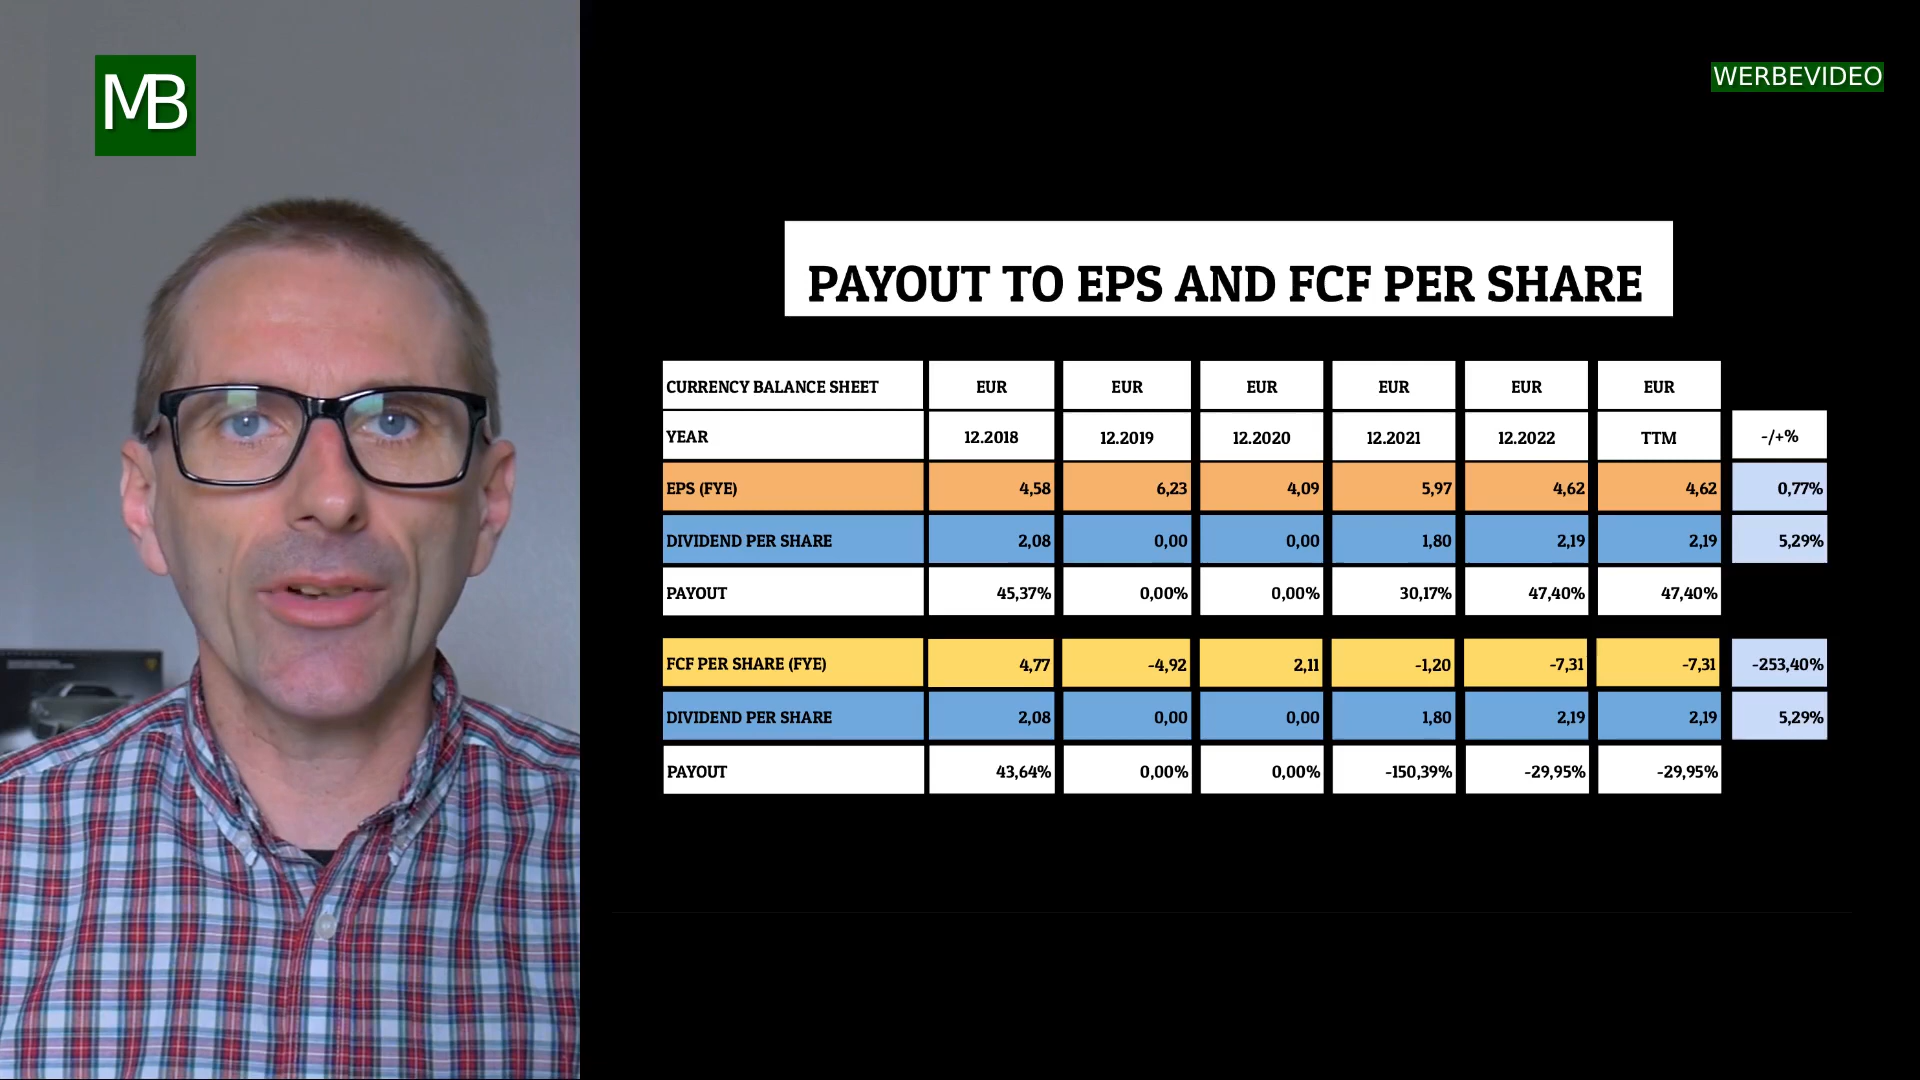 MB
WERBEVIDEO
PAYOUT TO EPS AND FCF PER SHARE
CURRENCY BALANCE SHEET EUR EUR EUR EUR EUR EUR
YEAR 12.2018 12.2019 12.2020 12.2021 12.2022 TTM -/+%
EPS (FYE) 4,58 6,23 4,09 5,97 4,62 4,62 0,77%
DIVIDEND PER SHARE 2,08 0,00 0,00 1,80 2,19 2,19 5,29%
PAYOUT 45,37% 0,00% 0,00% 30,17% 47,40% 47,40%
FCF PER SHARE (FYE) 4,77 -4,92 2,11 -1,20 -7,31 -7,31 -253,40%
DIVIDEND PER SHARE 2,08 0,00 0,00 1,80 2,19 2,19 5,29%
PAYOUT 43,64% 0,00% 0,00% -150,39% -29,95% -29,95%